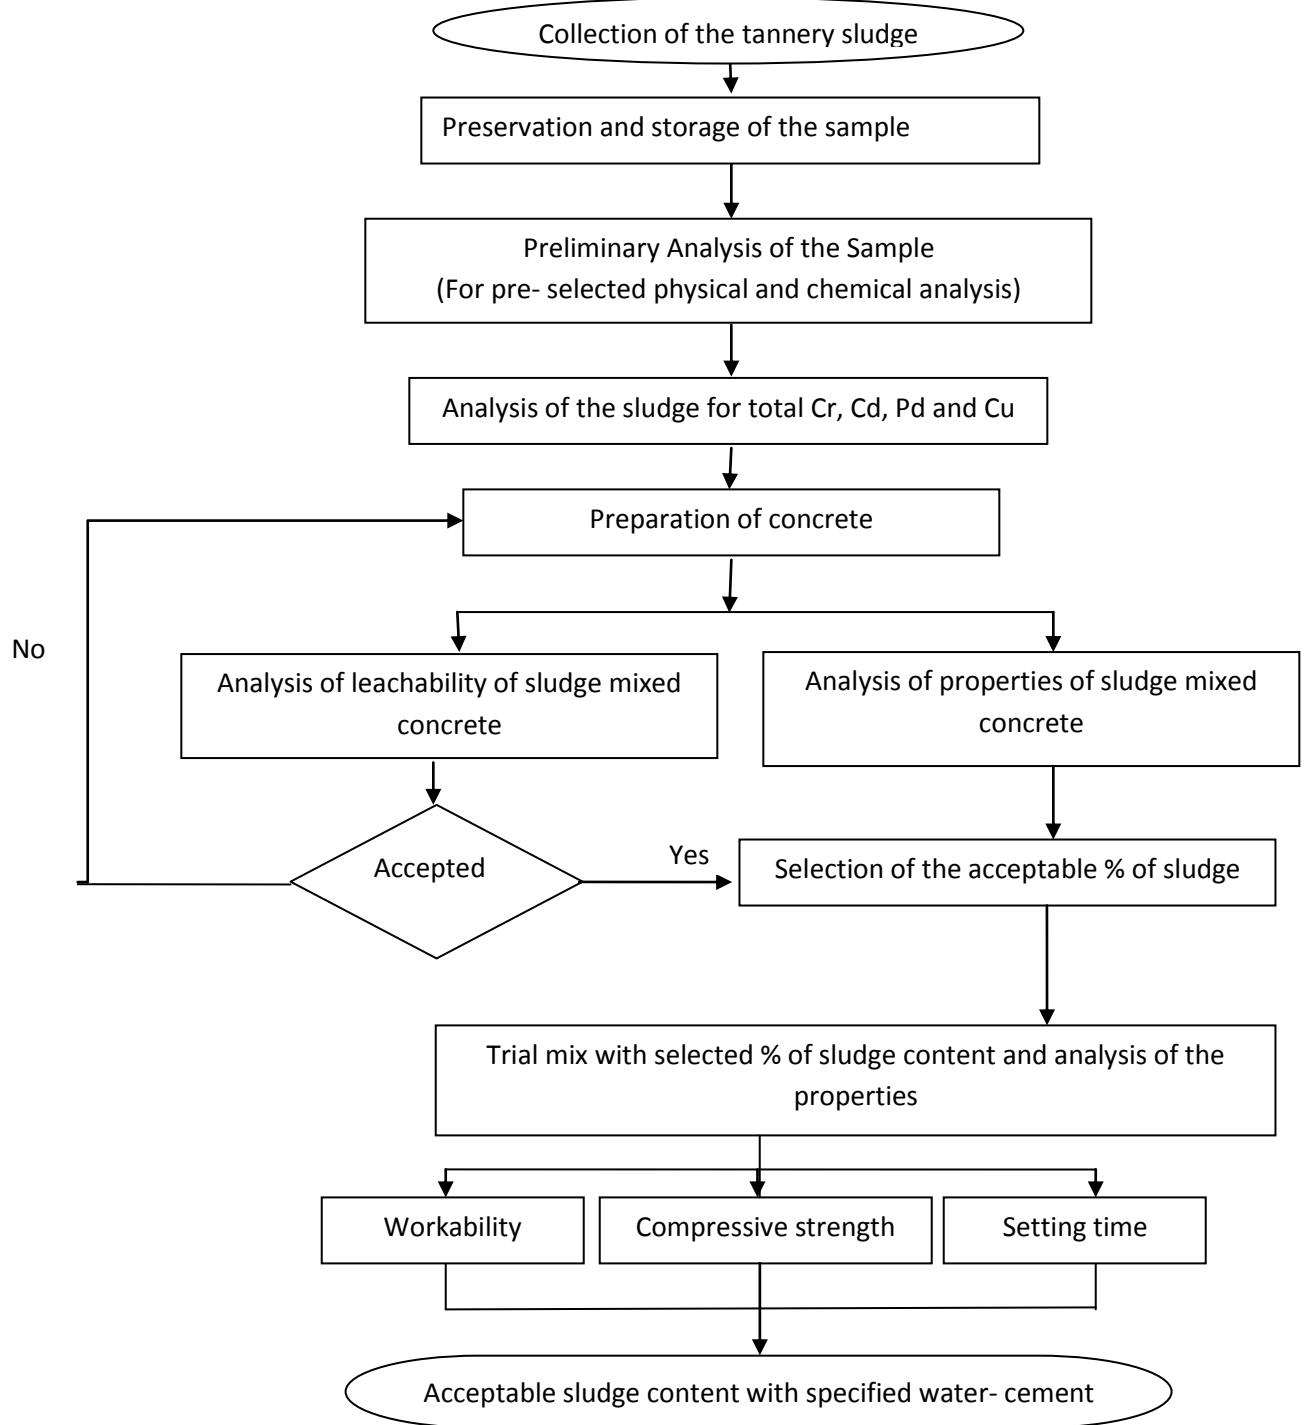 Collection of the tannery sludge
Preservation and storage of the sample
Preliminary Analysis of the Sample
(For pre- selected physical and chemical analysis)
Analysis of the sludge for total Cr, Cd, Pd and Cu
Preparation of concrete
No
Analysis of leachability of sludge mixed
concrete
Analysis of properties of sludge mixed
concrete
Accepted
Yes
Selection of the acceptable % of sludge
Trial mix with selected % of sludge content and analysis of the
properties
Workability
Compressive strength
Setting time
Acceptable sludge content with specified water- cement